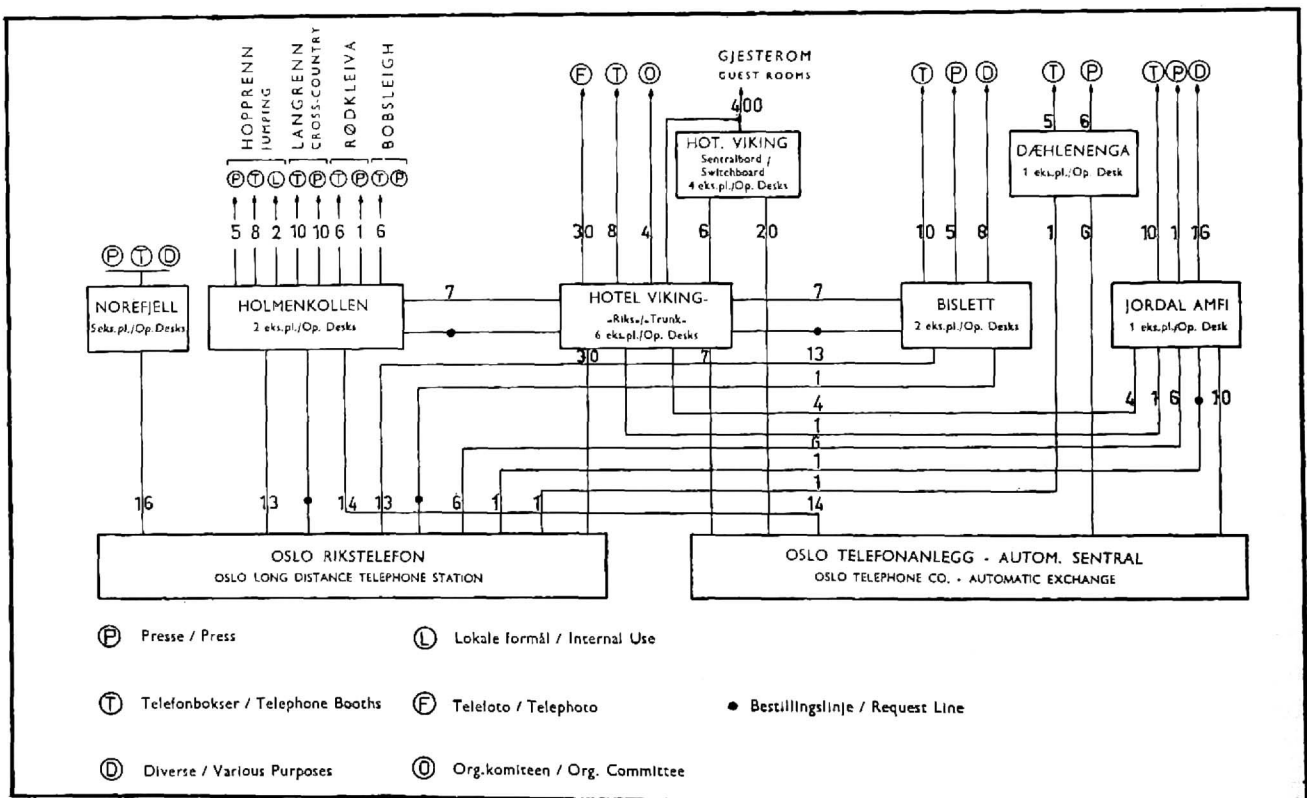 HOPPRENN
JUMPING
LANGRENN
CROSS-COUNTRY
RØDKLEIVA
BOBSLEIGH
GJESTEROM
GUEST ROOMS
P T L T P T P T P
F T O
T P D
T P
T P D
400
5 8 2 10 10 6 1 6
P T D
NOREFJELL
5 eks.pl./Op. Desks
HOLMENKOLLEN
2 eks.pl./Op. Desks
30 8 4 6 20
HOT. VIKING
Sentralbord /
Switchboard
4 eks.pl./Op. Desks
HOTEL VIKING-
-Riks-/-Trunk-
6 eks.pl./Op. Desks
7
7
10 5 8
BISLETT
2 eks.pl./Op. Desks
5 6
DÆHLENENGA
1 eks.pl./Op. Desk
1 6
10 1 16
JORDAL AMFI
1 eks.pl./Op. Desk
30 7
13
1
4
1
6
1
1
14
4 1 6 10
16 13 14 13 6 1 1
OSLO RIKSTELEFON
OSLO LONG DISTANCE TELEPHONE STATION
OSLO TELEFONANLEGG - AUTOM. SENTRAL
OSLO TELEPHONE CO. - AUTOMATIC EXCHANGE
P Presse / Press
L Lokale formål / Internal Use
T Telefonbokser / Telephone Booths
F Telefoto / Telephoto
● Bestillingslinje / Request Line
D Diverse / Various Purposes
O Org.komiteen / Org. Committee